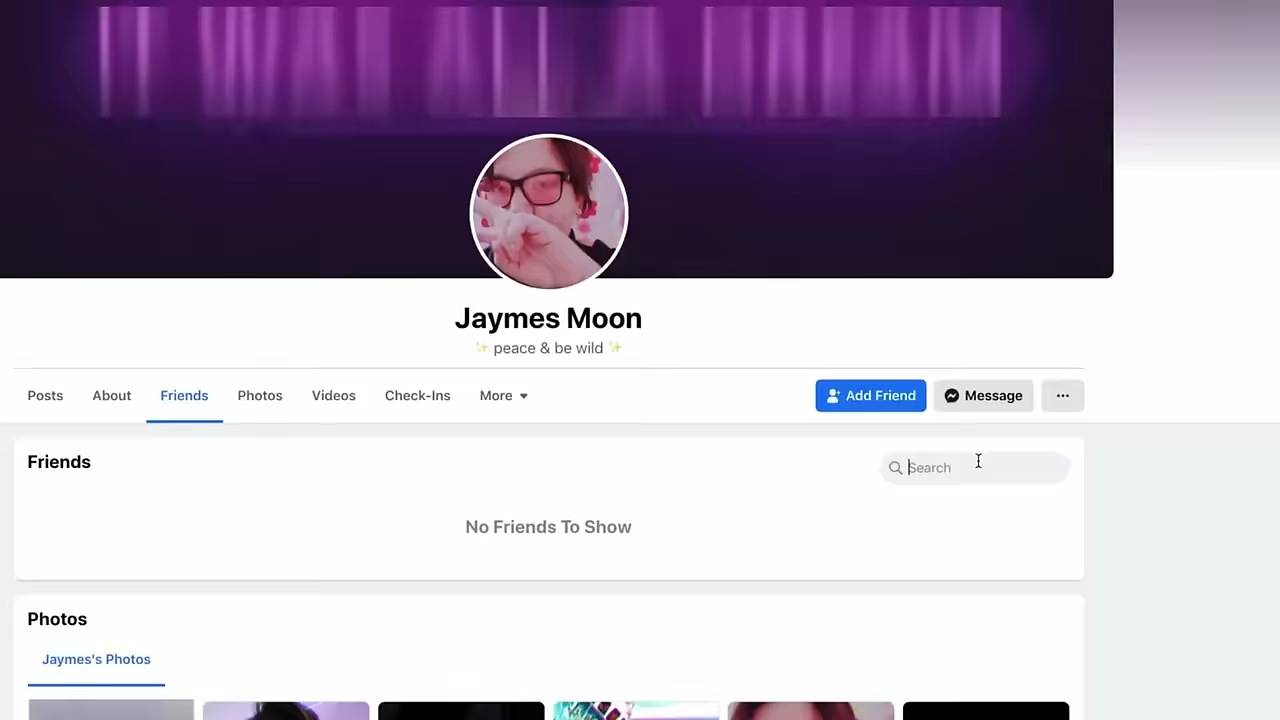 Jaymes Moon
✨ peace & be wild ✨
Posts About Friends Photos Videos Check-Ins More Add Friend Message ...
Friends Search
No Friends To Show
Photos
Jaymes's Photos